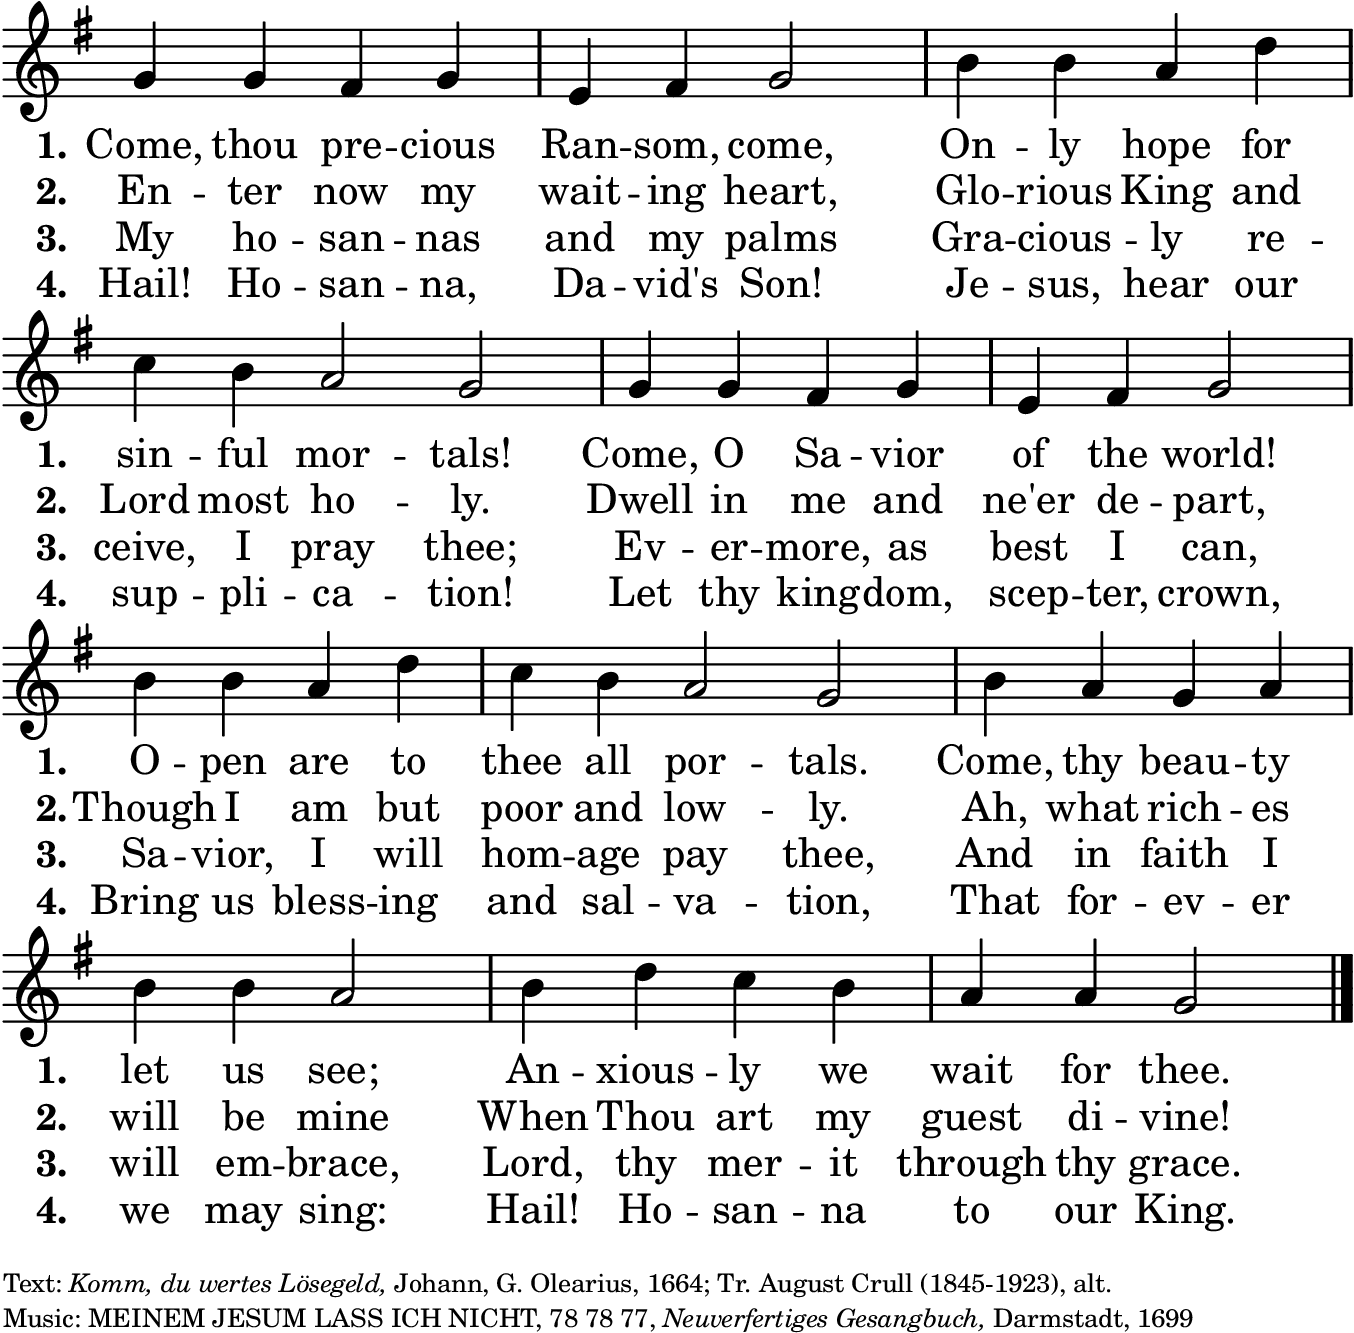 1. Come, thou pre - cious Ran - som, come, On - ly hope for
2. En - ter now my wait - ing heart, Glo - rious King and
3. My ho - san - nas and my palms Gra - cious - ly re -
4. Hail! Ho - san - na, Da - vid's Son! Je - sus, hear our
1. sin - ful mor - tals! Come, O Sa - vior of the world!
2. Lord most ho - ly. Dwell in me and ne'er de - part,
3. ceive, I pray thee; Ev - er - more, as best I can,
4. sup - pli - ca - tion! Let thy king - dom, scep - ter, crown,
1. O - pen are to thee all por - tals. Come, thy beau - ty
2. Though I am but poor and low - ly. Ah, what rich - es
3. Sa - vior, I will hom - age pay thee, And in faith I
4. Bring us bless - ing and sal - va - tion, That for - ev - er
1. let us see; An - xious - ly we wait for thee.
2. will be mine When Thou art my guest di - vine!
3. will em - brace, Lord, thy mer - it through thy grace.
4. we may sing: Hail! Ho - san - na to our King.
Text: Komm, du wertes Lösegeld, Johann, G. Olearius, 1664; Tr. August Crull (1845-1923), alt.
Music: MEINEM JESUM LASS ICH NICHT, 78 78 77, Neuverfertiges Gesangbuch, Darmstadt, 1699